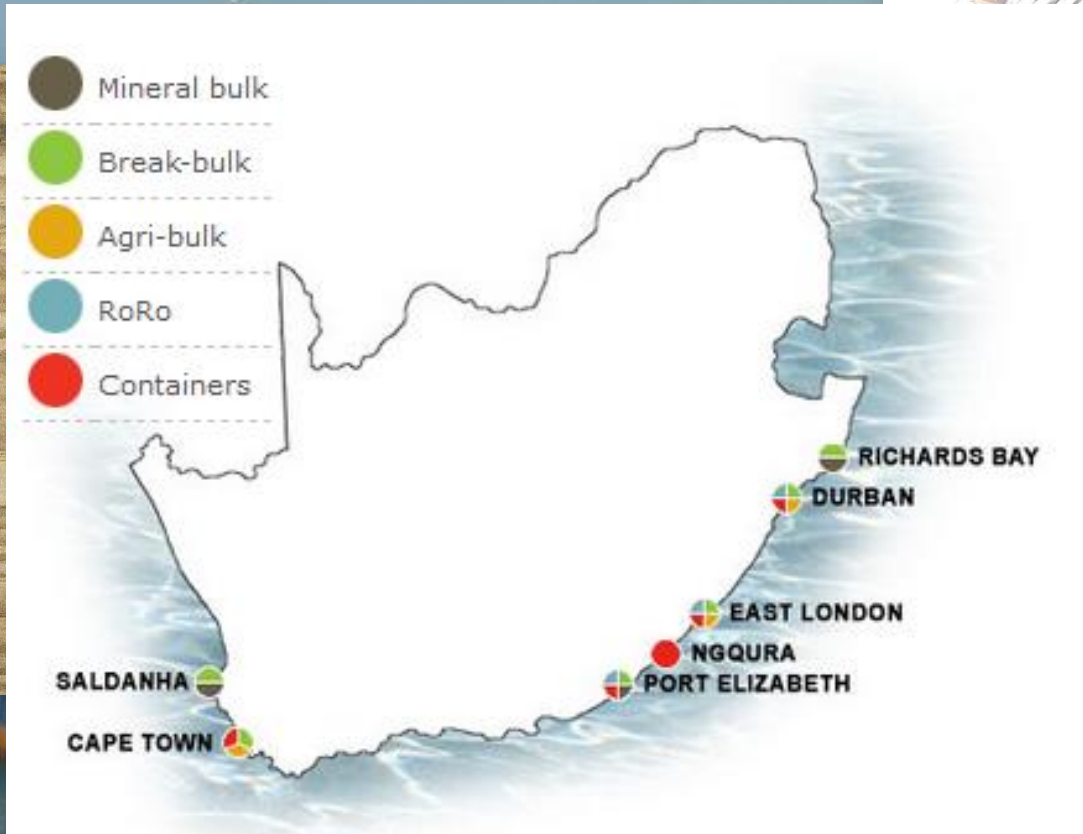 Mineral bulk
Break-bulk
Agri-bulk
RoRo
Containers
RICHARDS BAY
DURBAN
EAST LONDON
NGQURA
PORT ELIZABETH
SALDANHA
CAPE TOWN